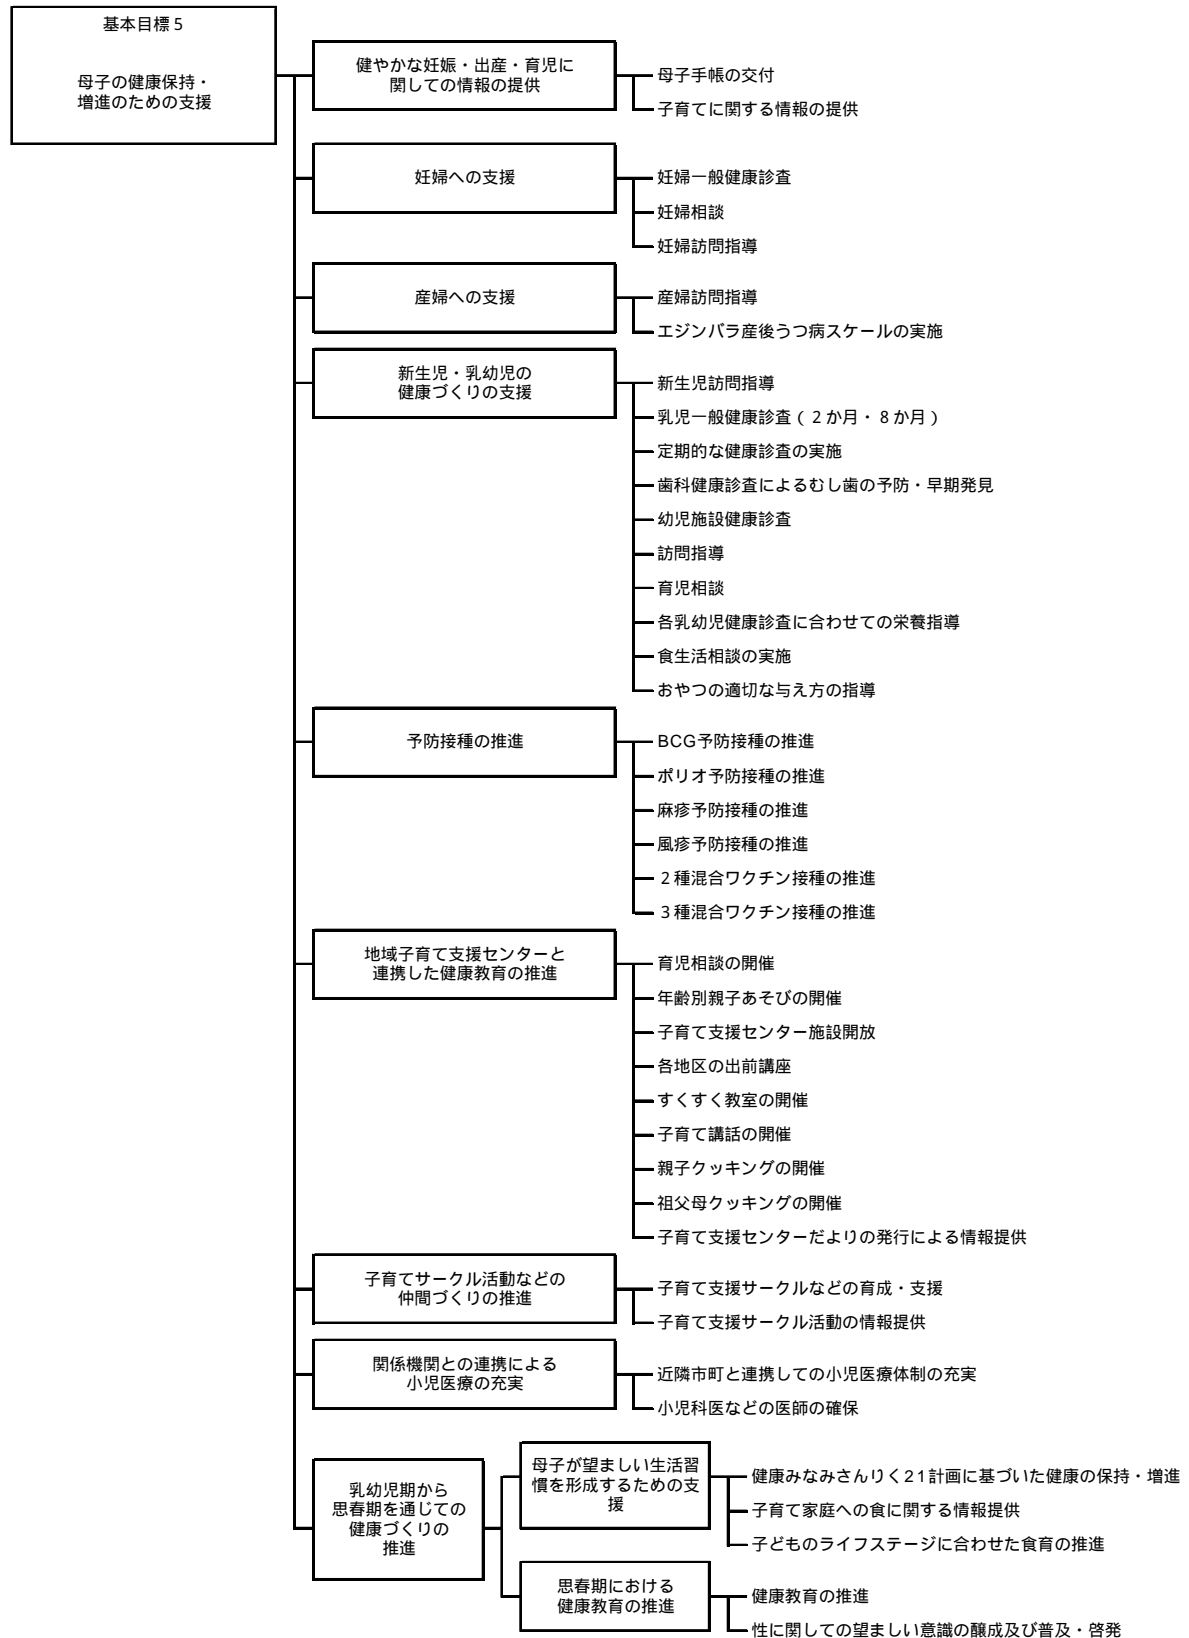 基本目標５
母子の健康保持・
増進のための支援
健やかな妊娠・出産・育児に
関しての情報の提供
母子手帳の交付
子育てに関する情報の提供
妊婦への支援
妊婦一般健康診査
妊婦相談
妊婦訪問指導
産婦への支援
産婦訪問指導
エジンバラ産後うつ病スケールの実施
新生児・乳幼児の
健康づくりの支援
新生児訪問指導
乳児一般健康診査（２か月・８か月）
定期的な健康診査の実施
歯科健康診査によるむし歯の予防・早期発見
幼児施設健康診査
訪問指導
育児相談
各乳幼児健康診査に合わせての栄養指導
食生活相談の実施
おやつの適切な与え方の指導
予防接種の推進
BCG予防接種の推進
ポリオ予防接種の推進
麻疹予防接種の推進
風疹予防接種の推進
２種混合ワクチン接種の推進
３種混合ワクチン接種の推進
地域子育て支援センターと
連携した健康教育の推進
育児相談の開催
年齢別親子あそびの開催
子育て支援センター施設開放
各地区の出前講座
すくすく教室の開催
子育て講話の開催
親子クッキングの開催
祖父母クッキングの開催
子育て支援センターだよりの発行による情報提供
子育てサークル活動などの
仲間づくりの推進
子育て支援サークルなどの育成・支援
子育て支援サークル活動の情報提供
関係機関との連携による
小児医療の充実
近隣市町と連携しての小児医療体制の充実
小児科医などの医師の確保
乳幼児期から
思春期を通じての
健康づくりの
推進
母子が望ましい生活習
慣を形成するための支
援
健康みなみさんりく21計画に基づいた健康の保持・増進
子育て家庭への食に関する情報提供
子どものライフステージに合わせた食育の推進
思春期における
健康教育の推進
健康教育の推進
性に関しての望ましい意識の醸成及び普及・啓発